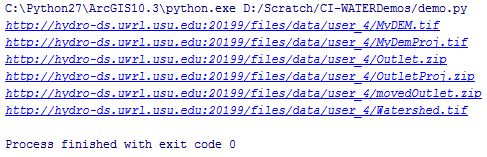 C:\Python27\ArcGIS10.3\python.exe D:/Scratch/CI-WATERDemos/demo.py
http://hydro-ds.uwrl.usu.edu:20199/files/data/user_4/MyDEM.tif
http://hydro-ds.uwrl.usu.edu:20199/files/data/user_4/MyDemProj.tif
http://hydro-ds.uwrl.usu.edu:20199/files/data/user_4/Outlet.zip
http://hydro-ds.uwrl.usu.edu:20199/files/data/user_4/OutletProj.zip
http://hydro-ds.uwrl.usu.edu:20199/files/data/user_4/movedOutlet.zip
http://hydro-ds.uwrl.usu.edu:20199/files/data/user_4/Watershed.tif
Process finished with exit code 0